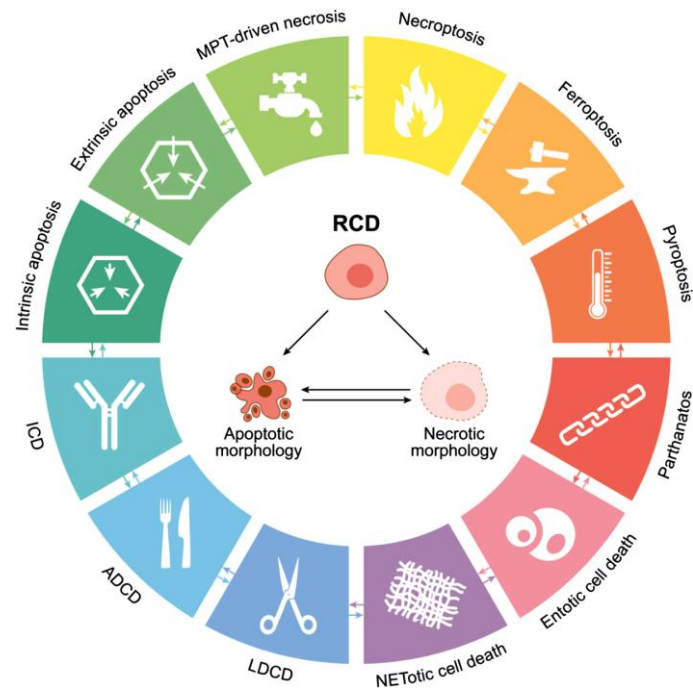 MPT-driven necrosis
Necroptosis
Ferroptosis
Pyroptosis
Parthanatos
Entotic cell death
NETotic cell death
LDCD
ADCD
ICD
Intrinsic apoptosis
Extrinsic apoptosis
RCD
Apoptotic
morphology
Necrotic
morphology